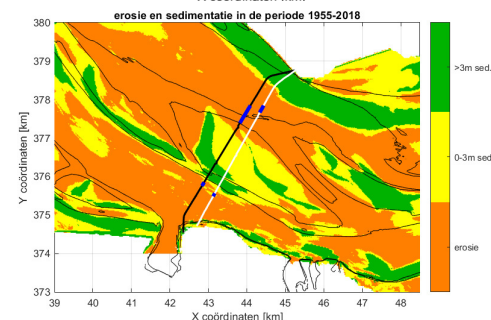 erosie en sedimentatie in de periode 1955-2018
380
379
378
377
376
375
374
373
Y coördinaten [km]
39 40 41 42 43 44 45 46 47 48
X coördinaten [km]
>3m sed.
0-3m sed
erosie